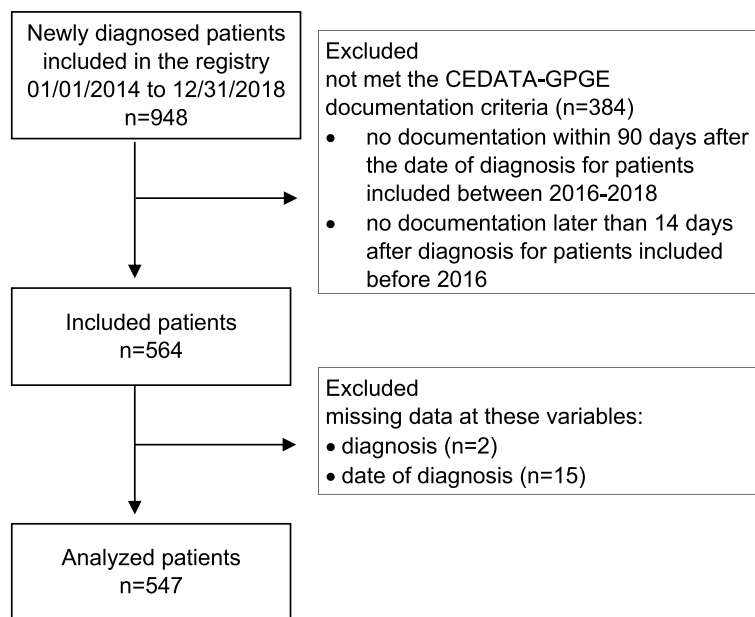 Newly diagnosed patients
included in the registry
01/01/2014 to 12/31/2018
n=948
Excluded
not met the CEDATA-GPGE
documentation criteria (n=384)
• no documentation within 90 days after
the date of diagnosis for patients
included between 2016-2018
• no documentation later than 14 days
after diagnosis for patients included
before 2016
Included patients
n=564
Excluded
missing data at these variables:
• diagnosis (n=2)
• date of diagnosis (n=15)
Analyzed patients
n=547